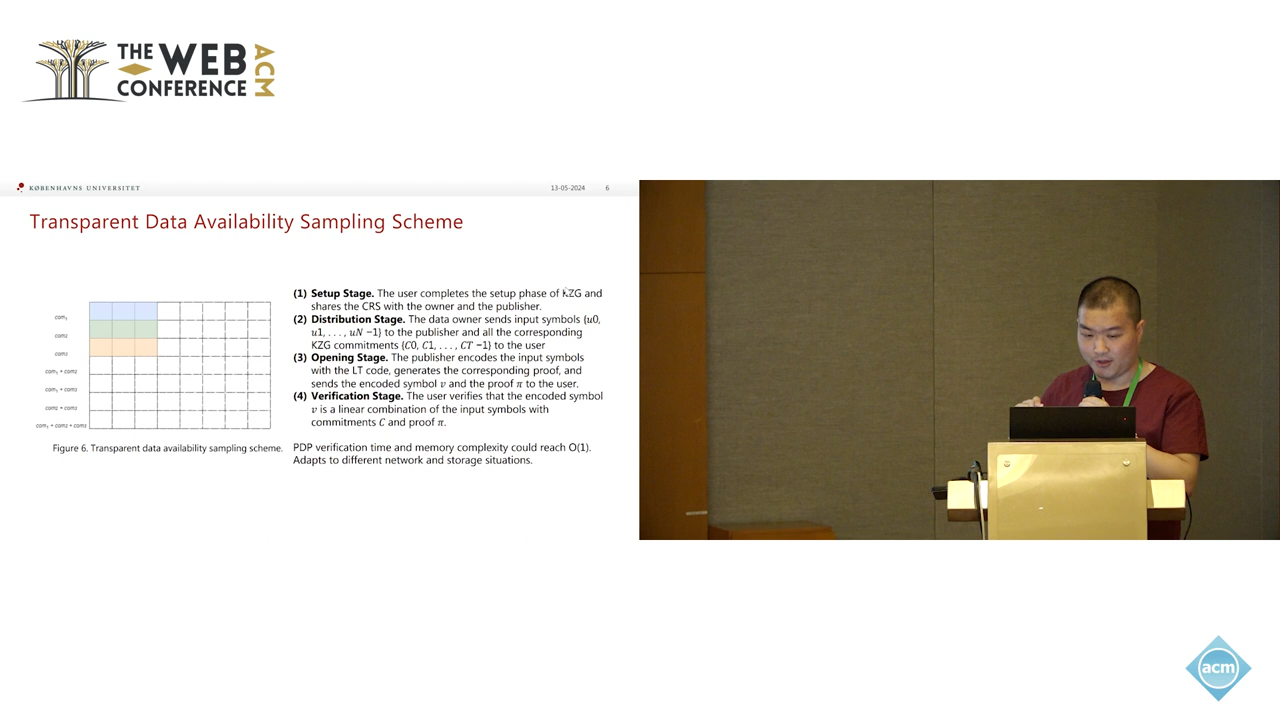 THE WEB
CONFERENCE
ACM
KØBENHAVNS UNIVERSITET
13-05-2024
6
Transparent Data Availability Sampling Scheme
com₁
com₂
com₃
com₁ + com₂
com₁ + com₃
com₂ + com₃
com₁ + com₂ + com₃
Figure 6. Transparent data availability sampling scheme.
(1) Setup Stage. The user completes the setup phase of KZG and
shares the CRS with the owner and the publisher.
(2) Distribution Stage. The data owner sends input symbols {u0,
u1, . . . , uN −1} to the publisher and all the corresponding
KZG commitments {C0, C1, . . . , CT −1} to the user
(3) Opening Stage. The publisher encodes the input symbols
with the LT code, generates the corresponding proof, and
sends the encoded symbol v and the proof π to the user.
(4) Verification Stage. The user verifies that the encoded symbol
v is a linear combination of the input symbols with
commitments C and proof π.
PDP verification time and memory complexity could reach O(1).
Adapts to different network and storage situations.
acm